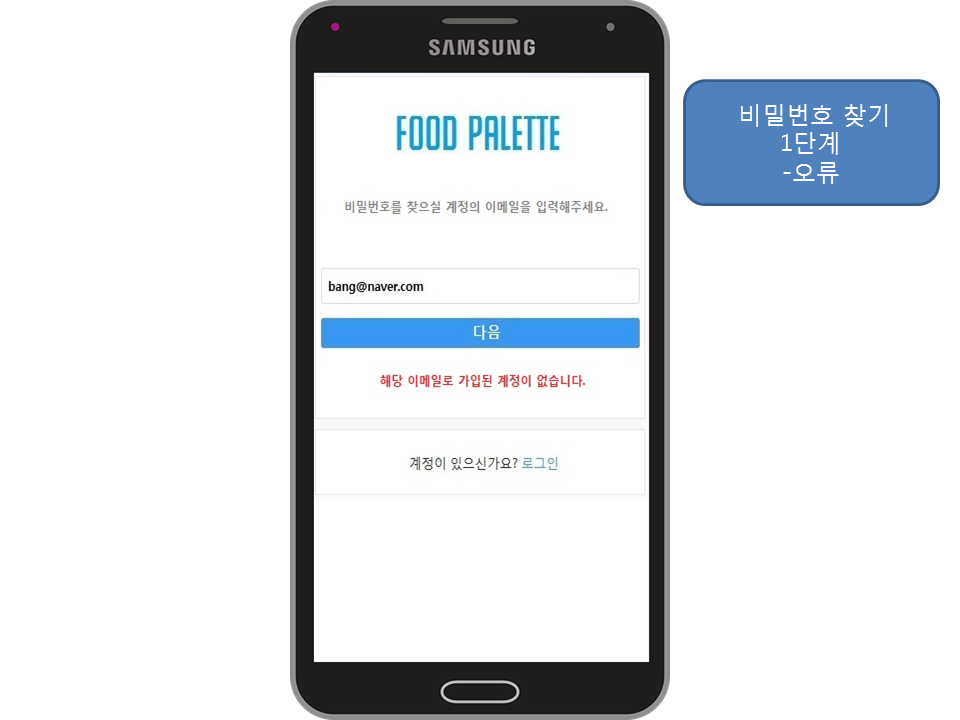 SAMSUNG
FOOD PALETTE
비밀번호를 찾으실 계정의 이메일을 입력해주세요.
bang@naver.com
다음
해당 이메일로 가입된 계정이 없습니다.
계정이 있으신가요? 로그인
비밀번호 찾기
1단계
-오류